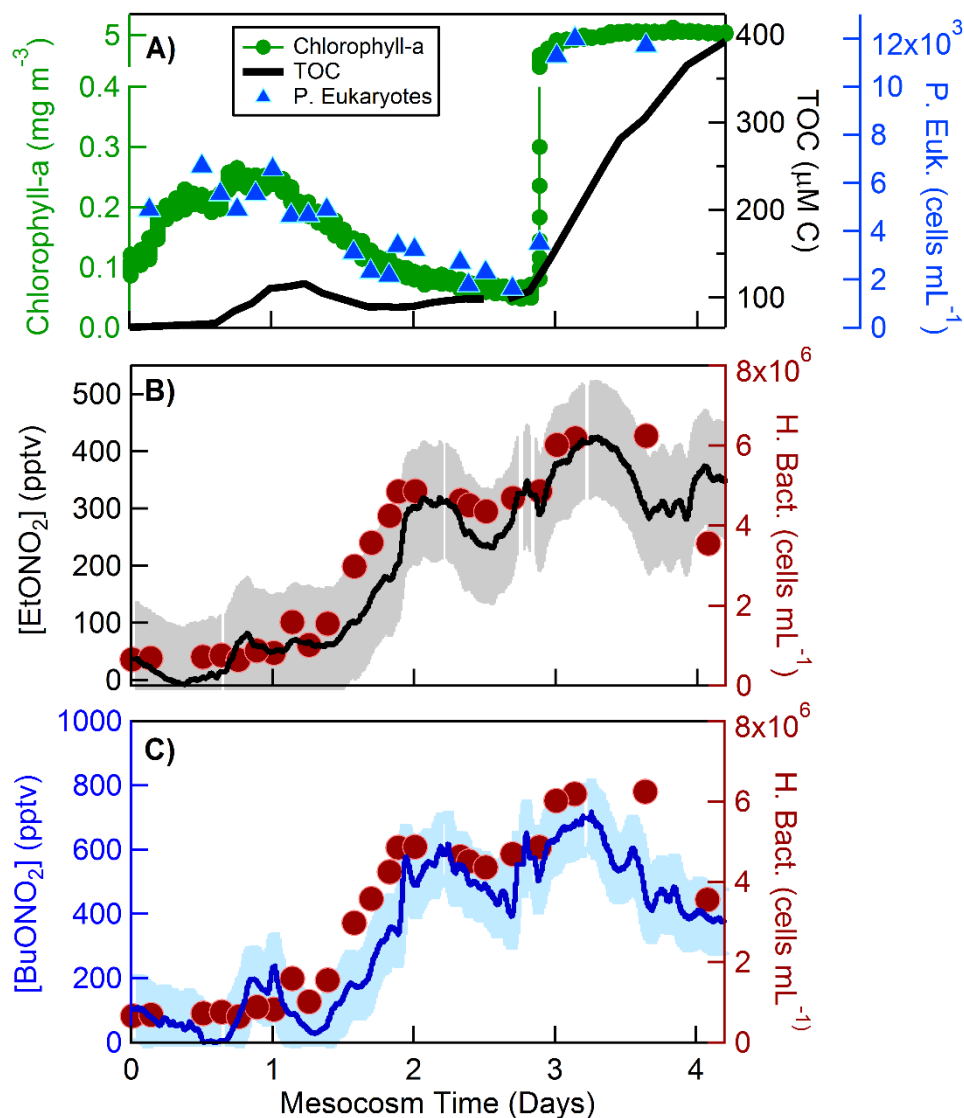 A)
Chlorophyll-a
TOC
P. Eukaryotes
5
0.4
0.3
0.2
0.1
0.0
Chlorophyll-a (mg m⁻³)
400
300
200
100
TOC (μM C)
12x10³
10
8
6
4
2
0
P. Euk. (cells mL⁻¹)
B)
500
400
300
200
100
0
[EtONO₂] (pptv)
8x10⁶
6
4
2
0
H. Bact. (cells mL⁻¹)
C)
1000
800
600
400
200
0
[BuONO₂] (pptv)
8x10⁶
6
4
2
0
H. Bact. (cells mL⁻¹⁾
0 1 2 3 4
Mesocosm Time (Days)